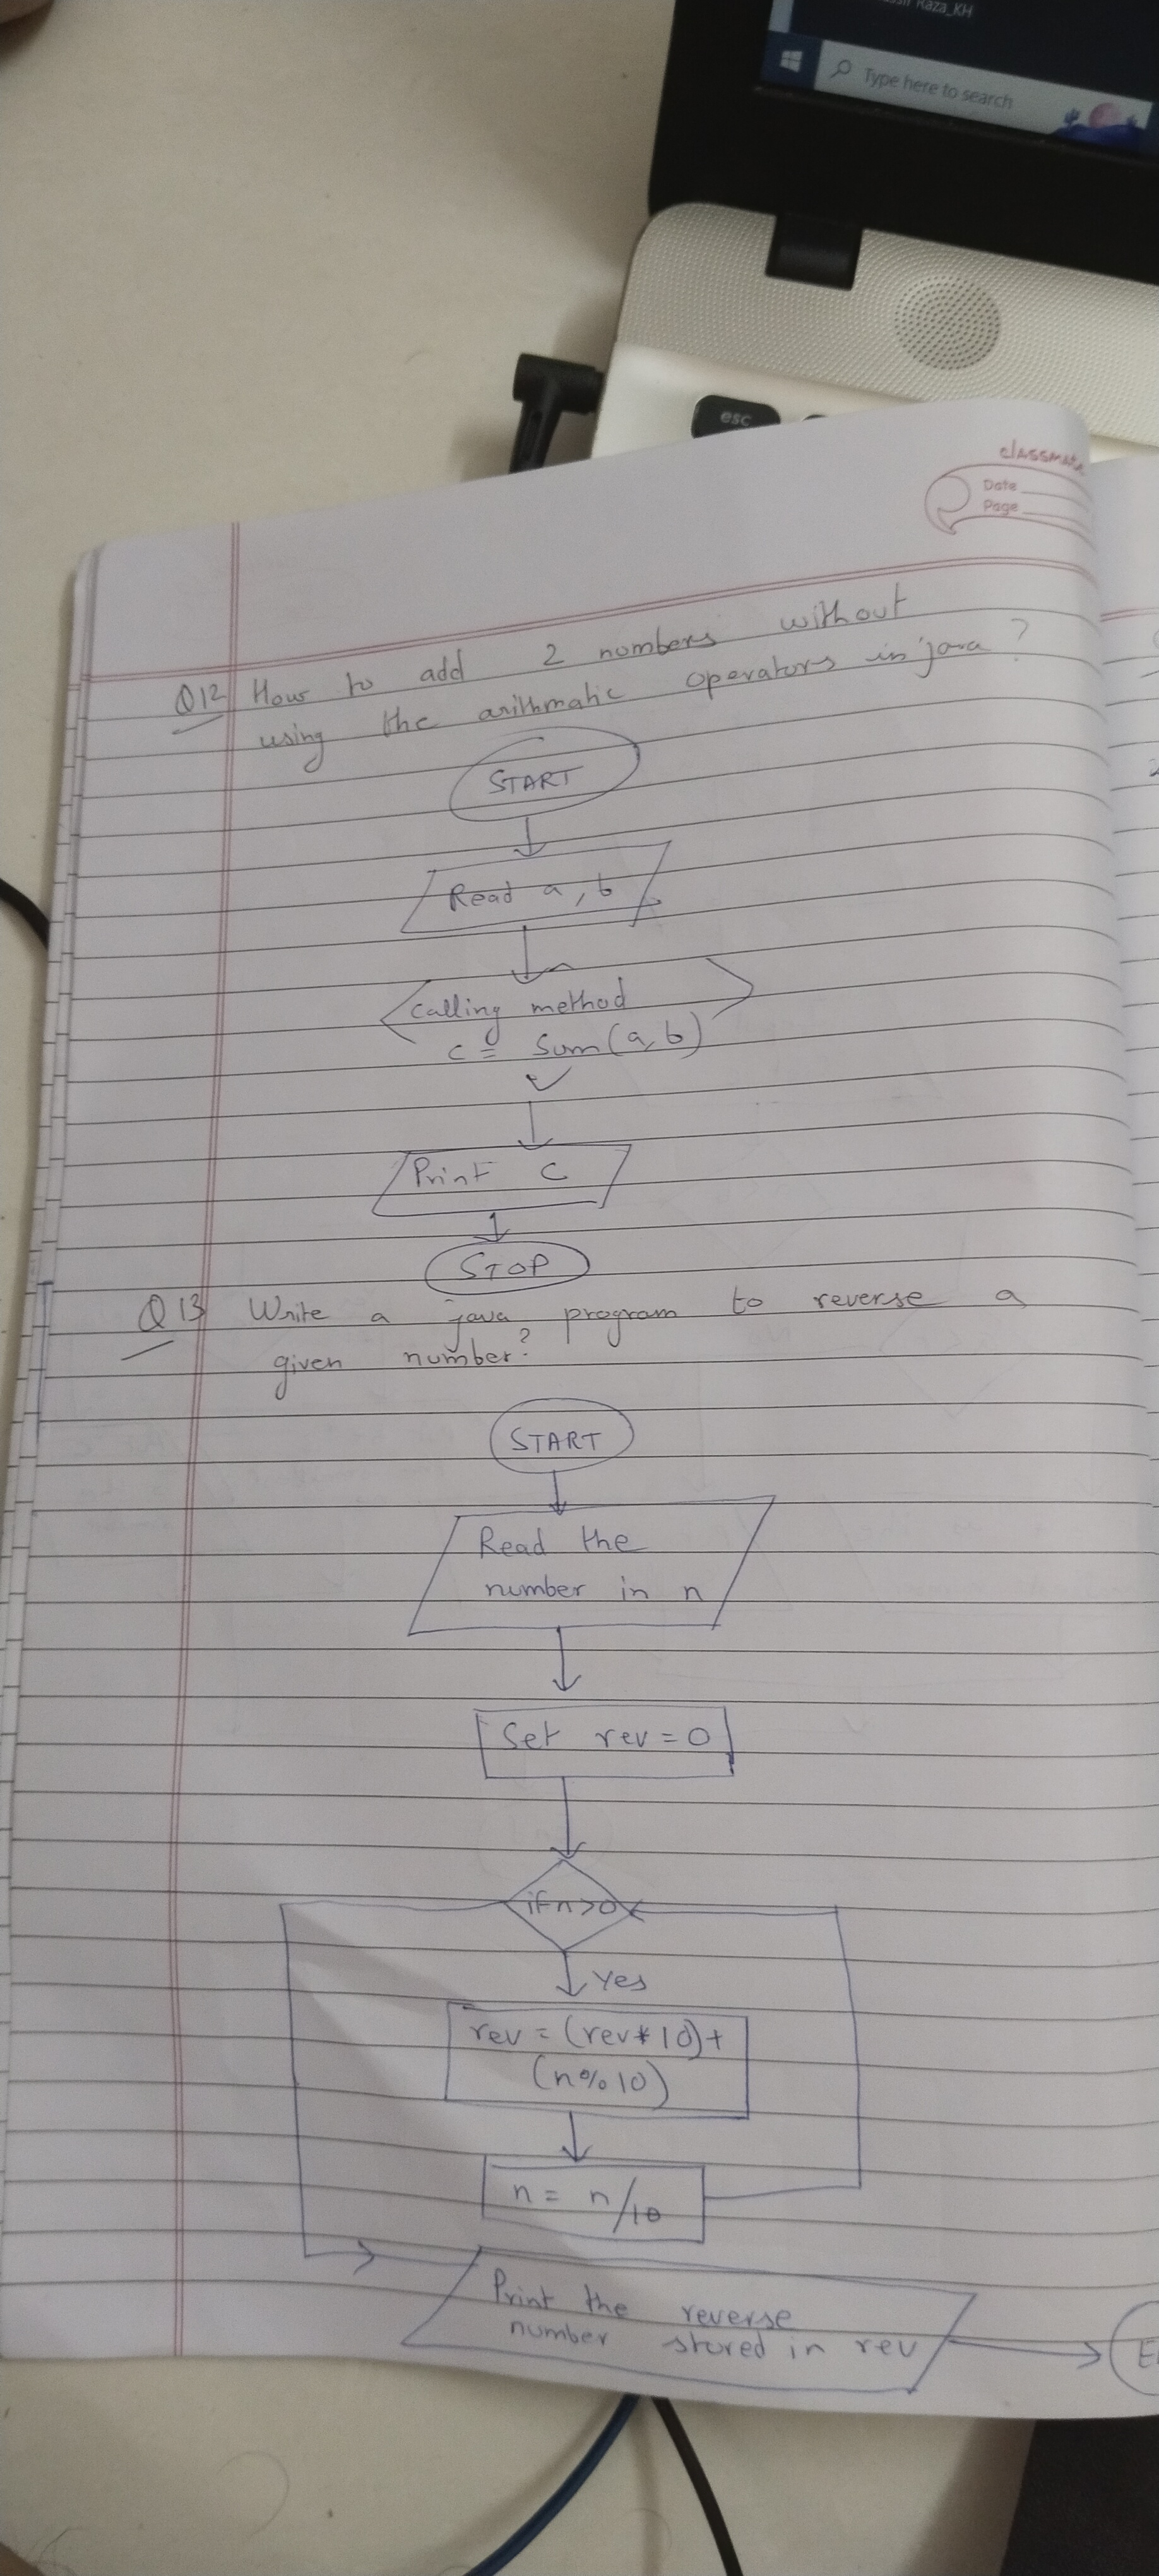 Raza_KH
Type here to search
esc
classmate
Date
Page
Q12 How to add 2 numbers without
using the arithmatic operators in java?
START
Read a, b
calling method
c = Sum(a, b)
Print c
STOP
Q13 Write a java program to reverse a
given number?
START
Read the
number in n
Set rev = 0
if n>0
Yes
rev = (rev*10)+
(n%10)
n = n/10
Print the reverse
number stored in rev